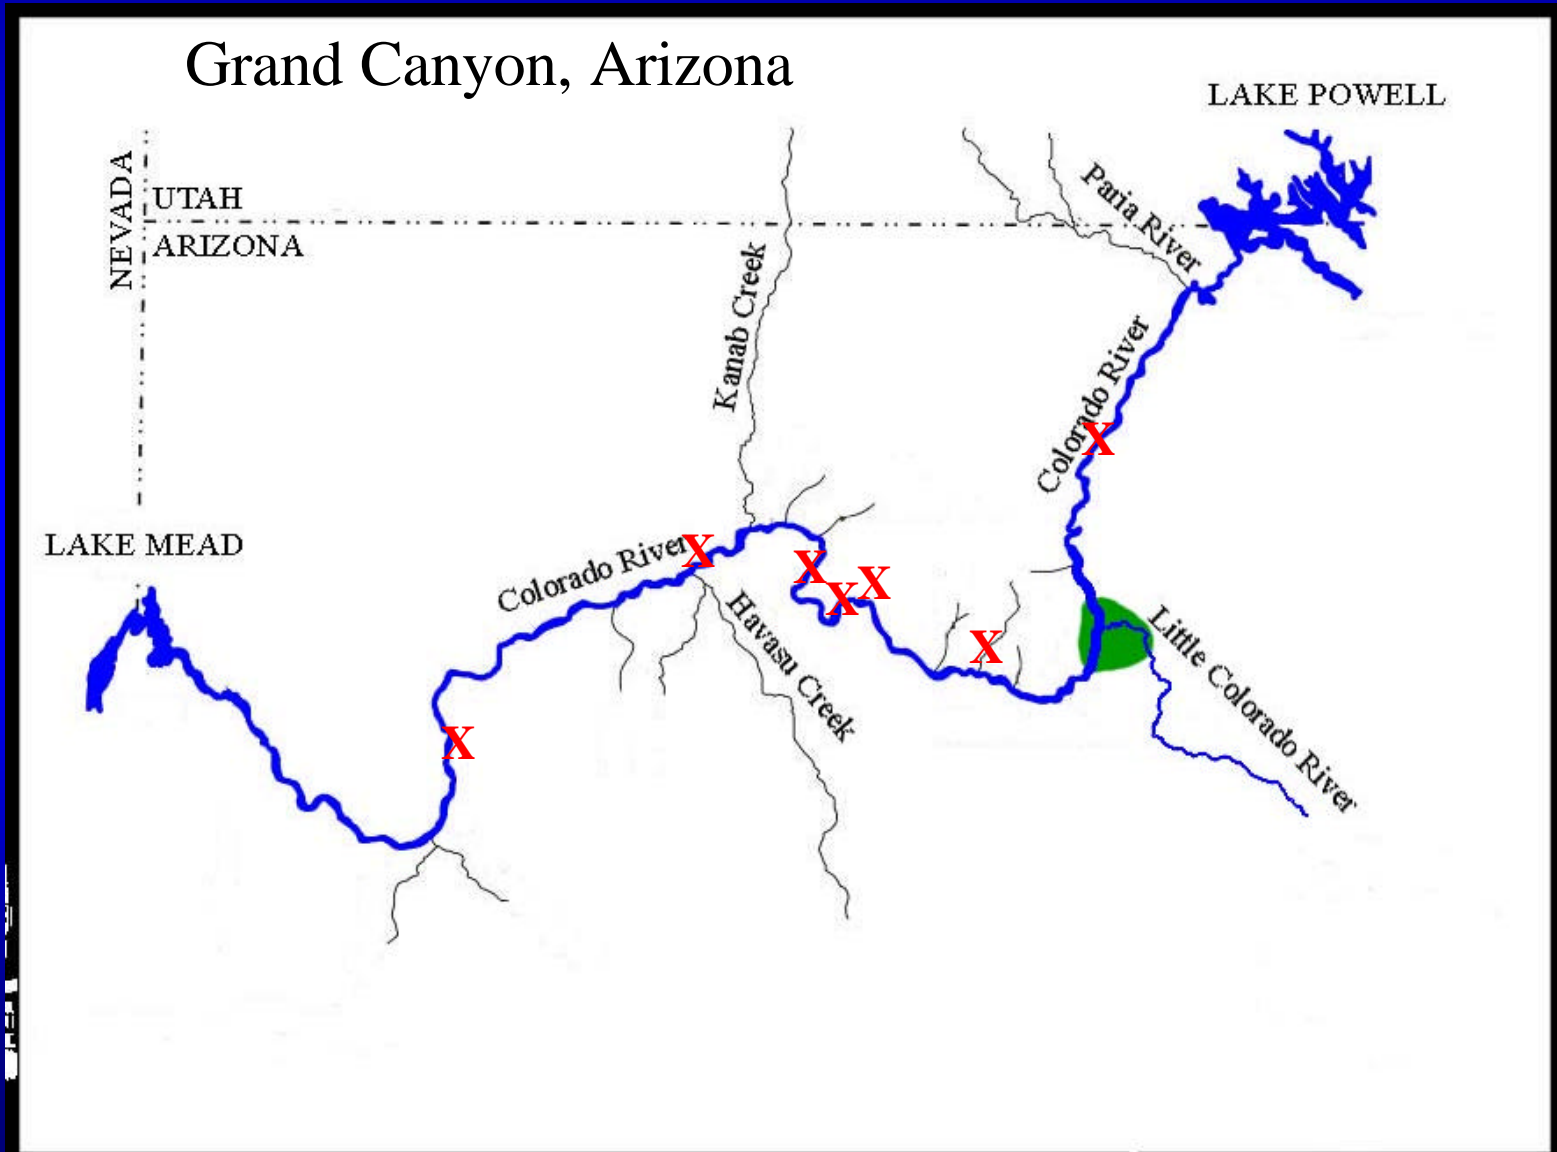 Grand Canyon, Arizona
LAKE POWELL
NEVADA
UTAH
ARIZONA
Paria River
Kanab Creek
Colorado River
X
LAKE MEAD
Colorado River
X
X
X
X
X
Havasu Creek
Little Colorado River
X